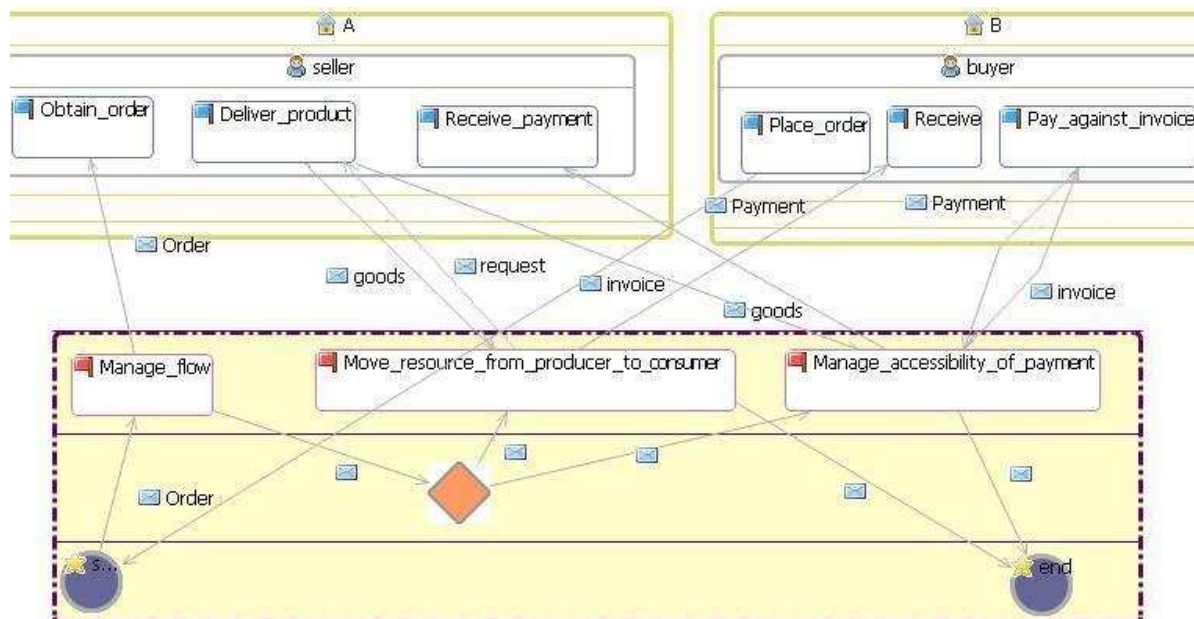 A
B
seller
buyer
Obtain_order
Deliver_product
Receive_payment
Place_order
Receive
Pay_against_invoice
Payment
Payment
Order
goods
request
invoice
goods
invoice
Manage_flow
Move_resource_from_producer_to_consumer
Manage_accessibility_of_payment
Order
s...
end